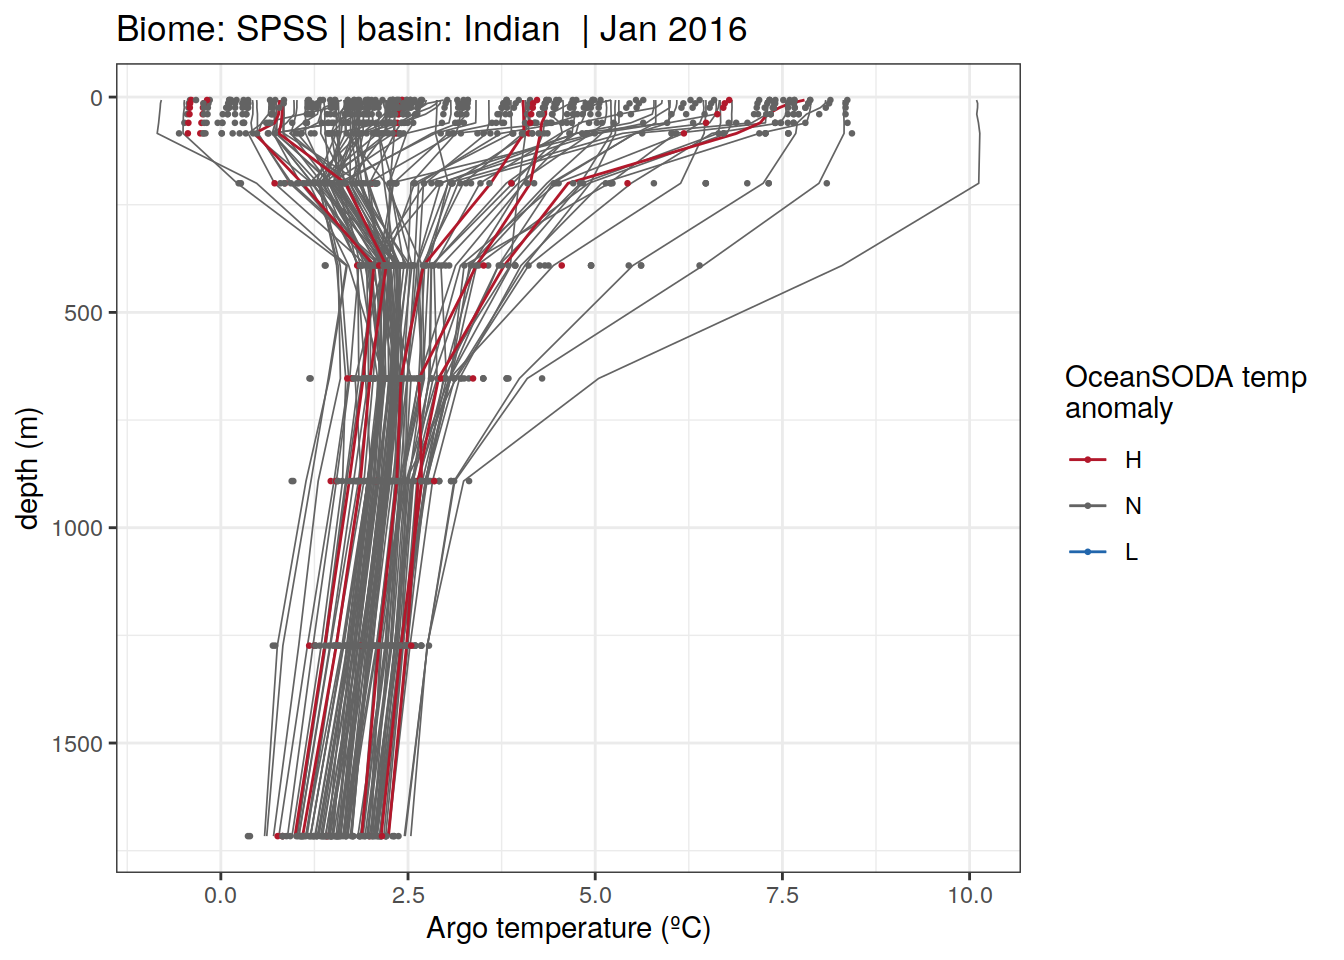 Biome: SPSS | basin: Indian  | Jan 2016
0
500
1000
1500
depth (m)
0.0
2.5
5.0
7.5
10.0
Argo temperature (ºC)
OceanSODA temp
anomaly
H
N
L